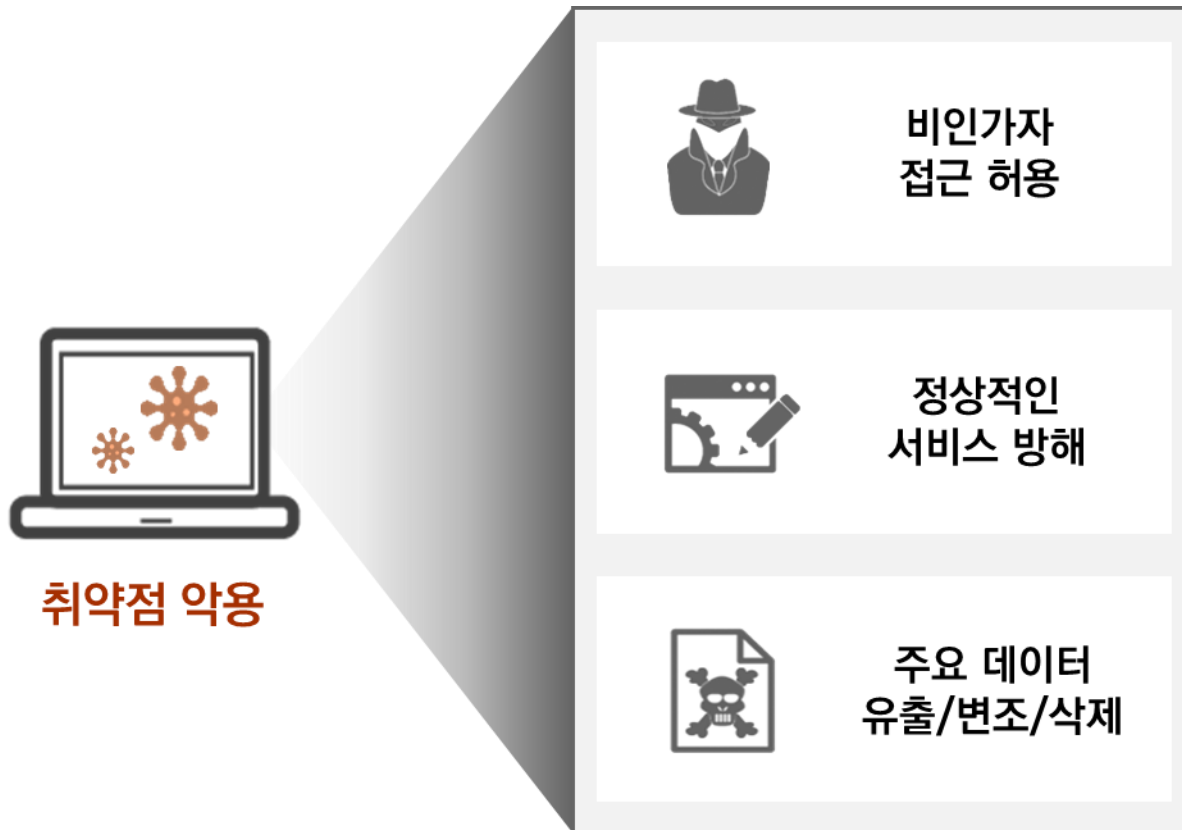 취약점 악용
비인가자
접근 허용
정상적인
서비스 방해
주요 데이터
유출/변조/삭제